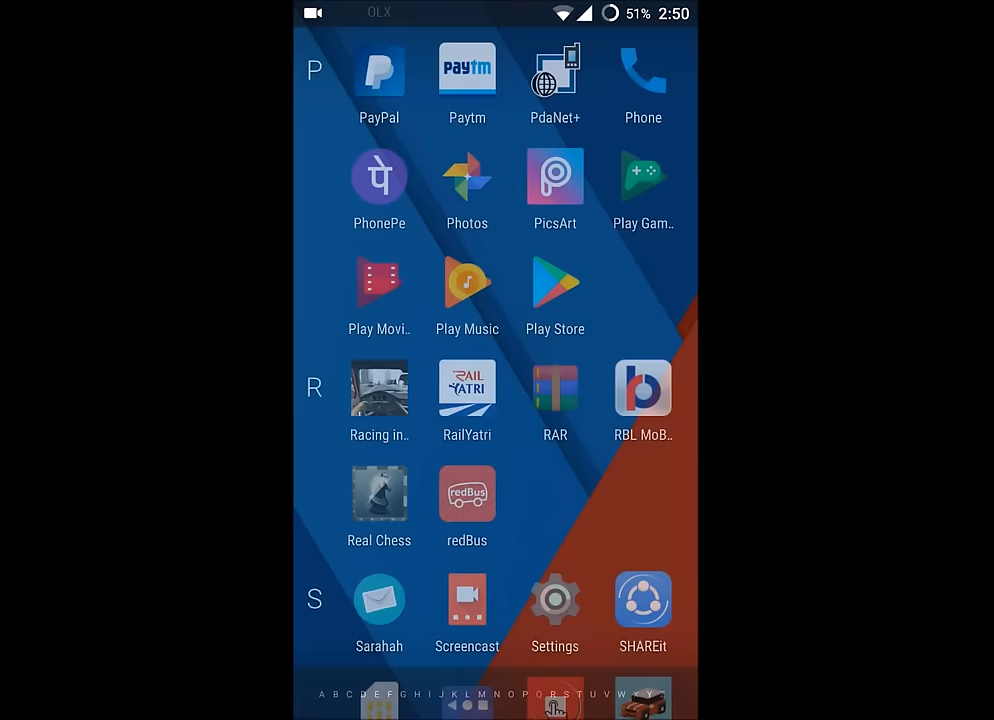 OLX 51% 2:50
P
Paytm
PayPal Paytm PdaNet+ Phone
पे
PhonePe Photos PicsArt Play Gam..
Play Movi.. Play Music Play Store
R
RAIL YATRI
Racing in.. RailYatri RAR RBL MoB..
redBus
Real Chess redBus
S
Sarahah Screencast Settings SHAREit
A B C D E F G H I J K L M N O P Q R S T U V W X Y Z